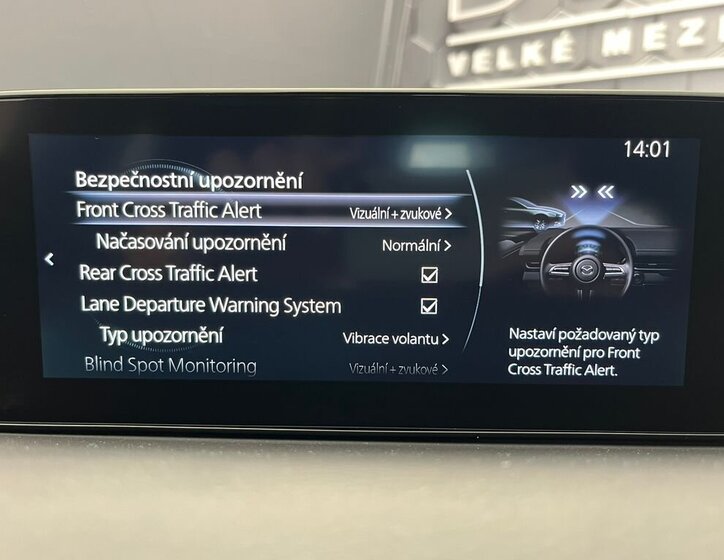 VELKÉ MEZI
14:01
Bezpečnostní upozornění
Front Cross Traffic Alert Vizuální + zvukové >
Načasování upozornění Normální >
Rear Cross Traffic Alert
Lane Departure Warning System
Typ upozornění Vibrace volantu >
Blind Spot Monitoring Vizuální + zvukové >
Nastaví požadovaný typ
upozornění pro Front
Cross Traffic Alert.